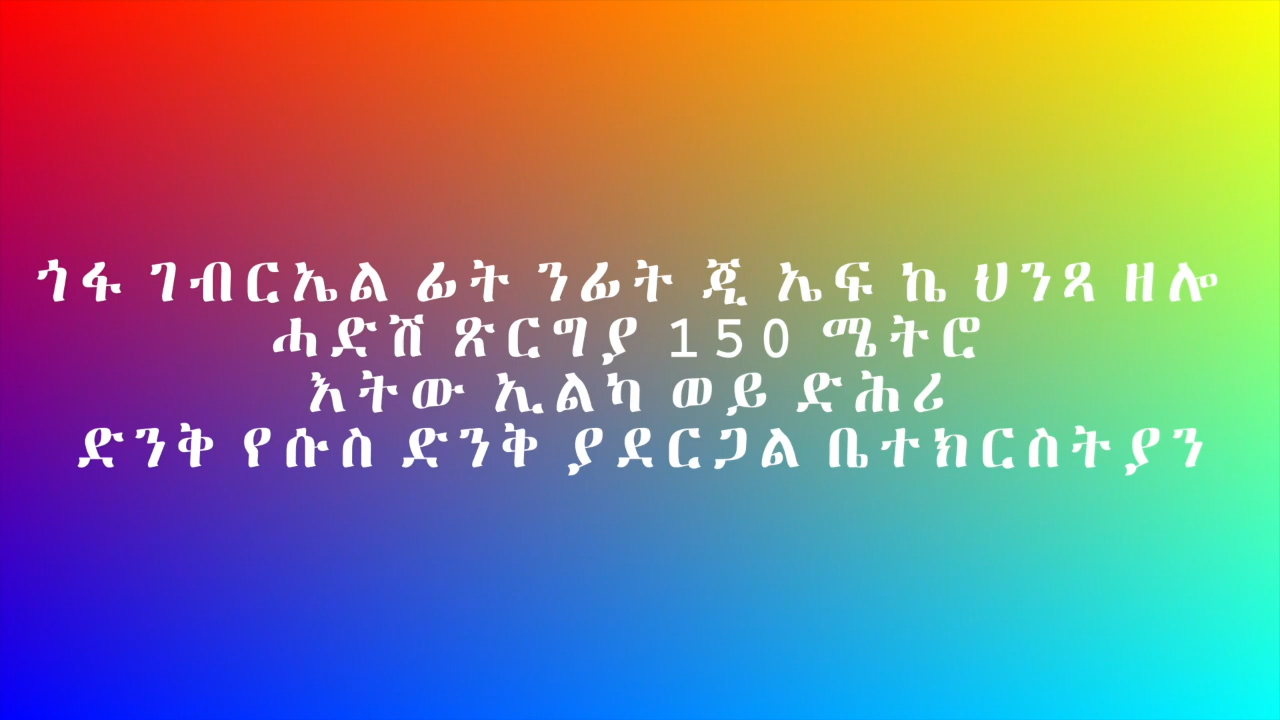 ጎፋ ገብርኤል ፊት ንፊት ጂ ኤፍ ኬ ህንጻ ዘሎ
ሓድሽ ጽርግያ 150 ሜትሮ
እትው ኢልካ ወይ ድሕሪ
ድንቅ የሱስ ድንቅ ያደርጋል ቤተክርስትያን